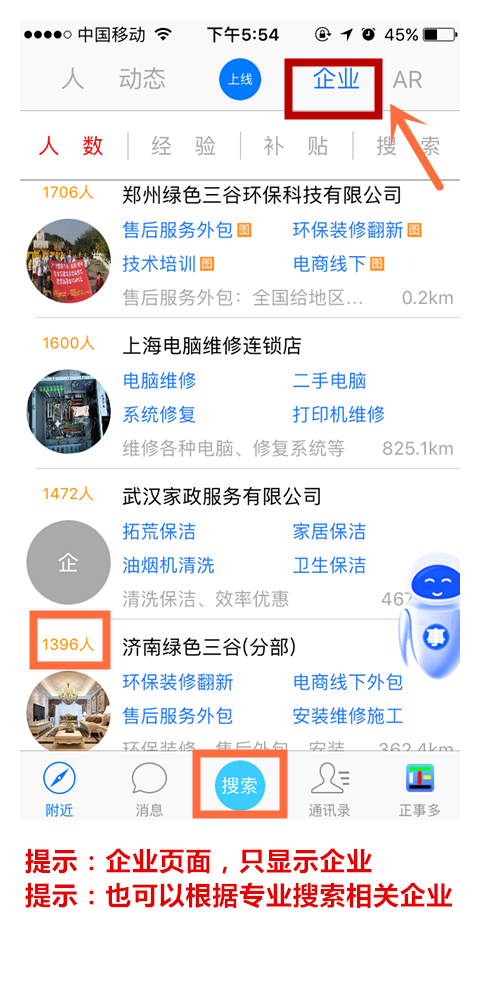 中国移动 下午5:54 45%
人 动态 上线 企业 AR
人 数 经 验 补 贴 搜 索
1706人 郑州绿色三谷环保科技有限公司
售后服务外包图 环保装修翻新图
技术培训图 电商线下图
售后服务外包：全国给地区... 0.2km
1600人 上海电脑维修连锁店
电脑维修 二手电脑
系统修复 打印机维修
维修各种电脑、修复系统等 825.1km
1472人 武汉家政服务有限公司
拓荒保洁 家居保洁
企 油烟机清洗 卫生保洁
清洗保洁、效率优惠
1396人 济南绿色三谷(分部)
环保装修翻新 电商线下外包
售后服务外包 安装维修施工
环保装修、售后外包、安装... 362.4km
附近 消息 搜索 通讯录 正事多
提示：企业页面，只显示企业
提示：也可以根据专业搜索相关企业